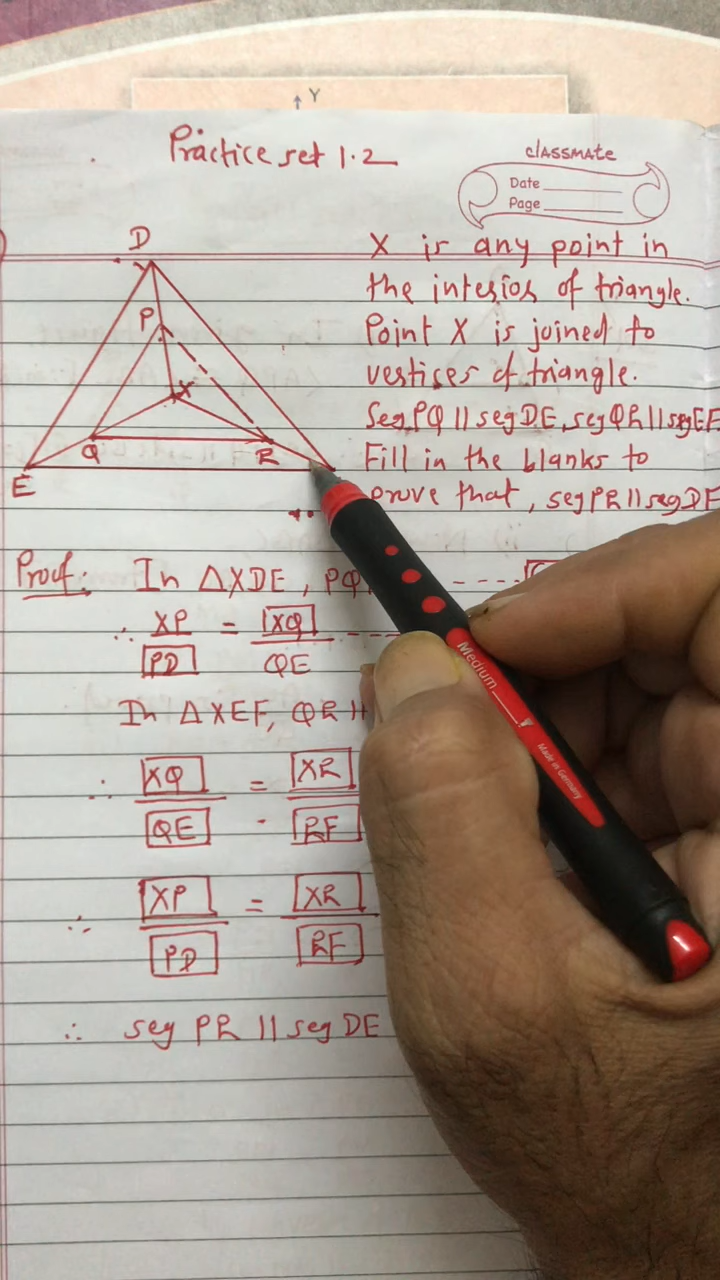 Y
Practice set 1.2
classmate
Date
Page
D
P
X
Q
R
E
X is any point in
the interior of triangle.
Point X is joined to
vertices of triangle.
Seg PQ || seg DE, seg QR || seg EF
Fill in the blanks to
prove that, seg PR || seg DF
Proof: In △XDE, PQ ----
∴ XP/PD = XQ/QE ---
In △XEF, QR ||
∴ XQ/QE = XR/RF
∴ XP/PD = XR/RF
∴ seg PR || seg DE
Medium
Made in Germany